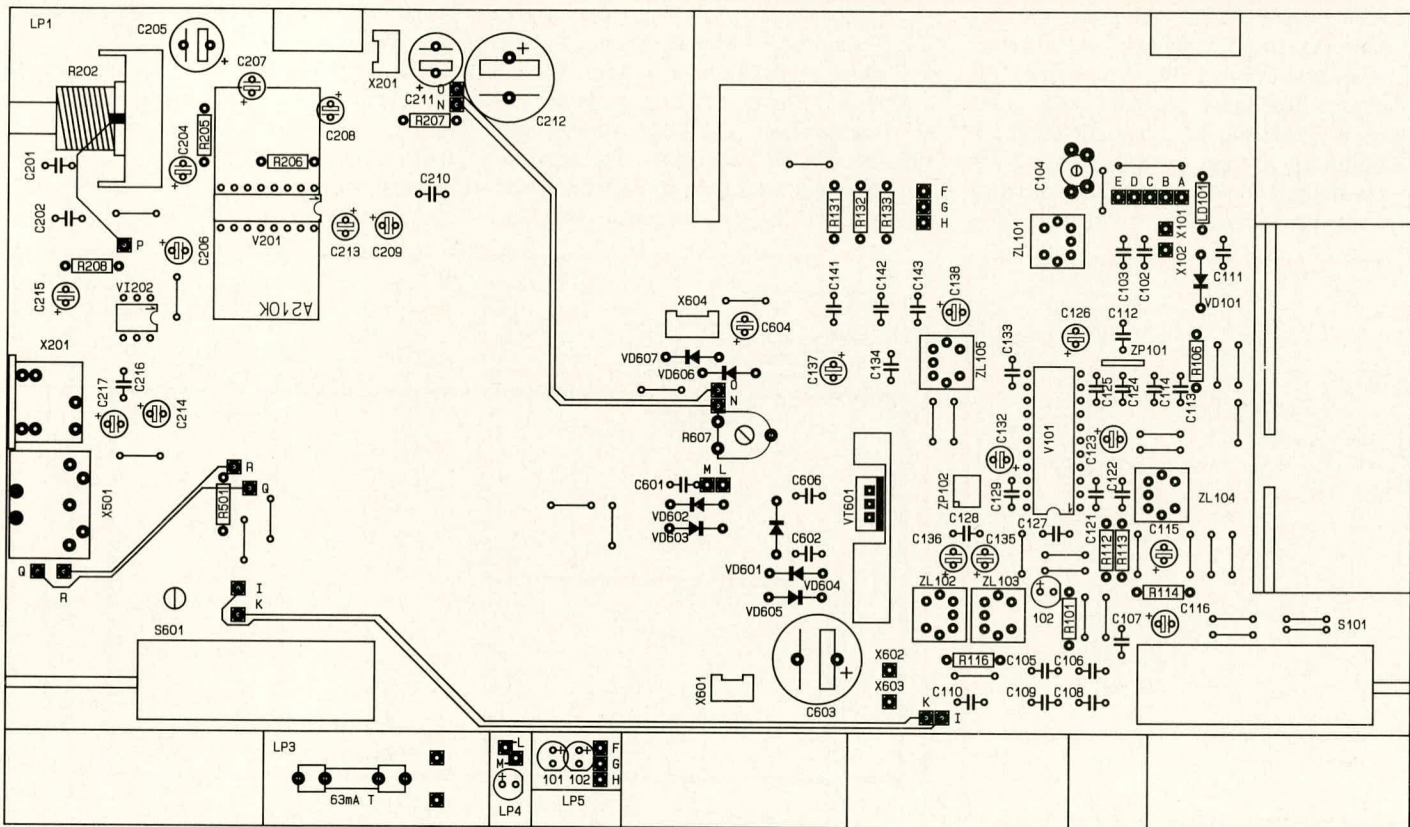 LP1
C205
R202
C207
X201
C211
O
N
C212
C208
R207
R205
C204
R206
C201
C202
C210
P
V201
C213
C209
C206
R208
C215
VI202
A210K
X201
C217
C216
C214
X501
R
Q
R501
Q
R
I
K
S601
X604
C604
VD607
VD606
O
N
R607
M L
C601
VD602
VD603
C606
C602
VD601
VD604
VD605
VT601
C603
X601
X602
X603
R131
R132
R133
F
G
H
C104
E D C B A
LD101
X101
X102
ZL101
C103
C102
C111
VD101
C141
C142
C143
C138
C137
C134
ZL105
C133
C126
C112
ZP101
R106
C125
C124
C114
C113
V101
C132
C123
C122
ZP102
C129
C121
ZL104
C128
C127
R112
R113
C115
C136
C135
ZL102
ZL103
102
R101
R114
C116
C107
S101
R116
C105
C106
C110
C109
C108
K
I
LP3
63mA T
L
M
LP4
101
102
F
G
H
LP5